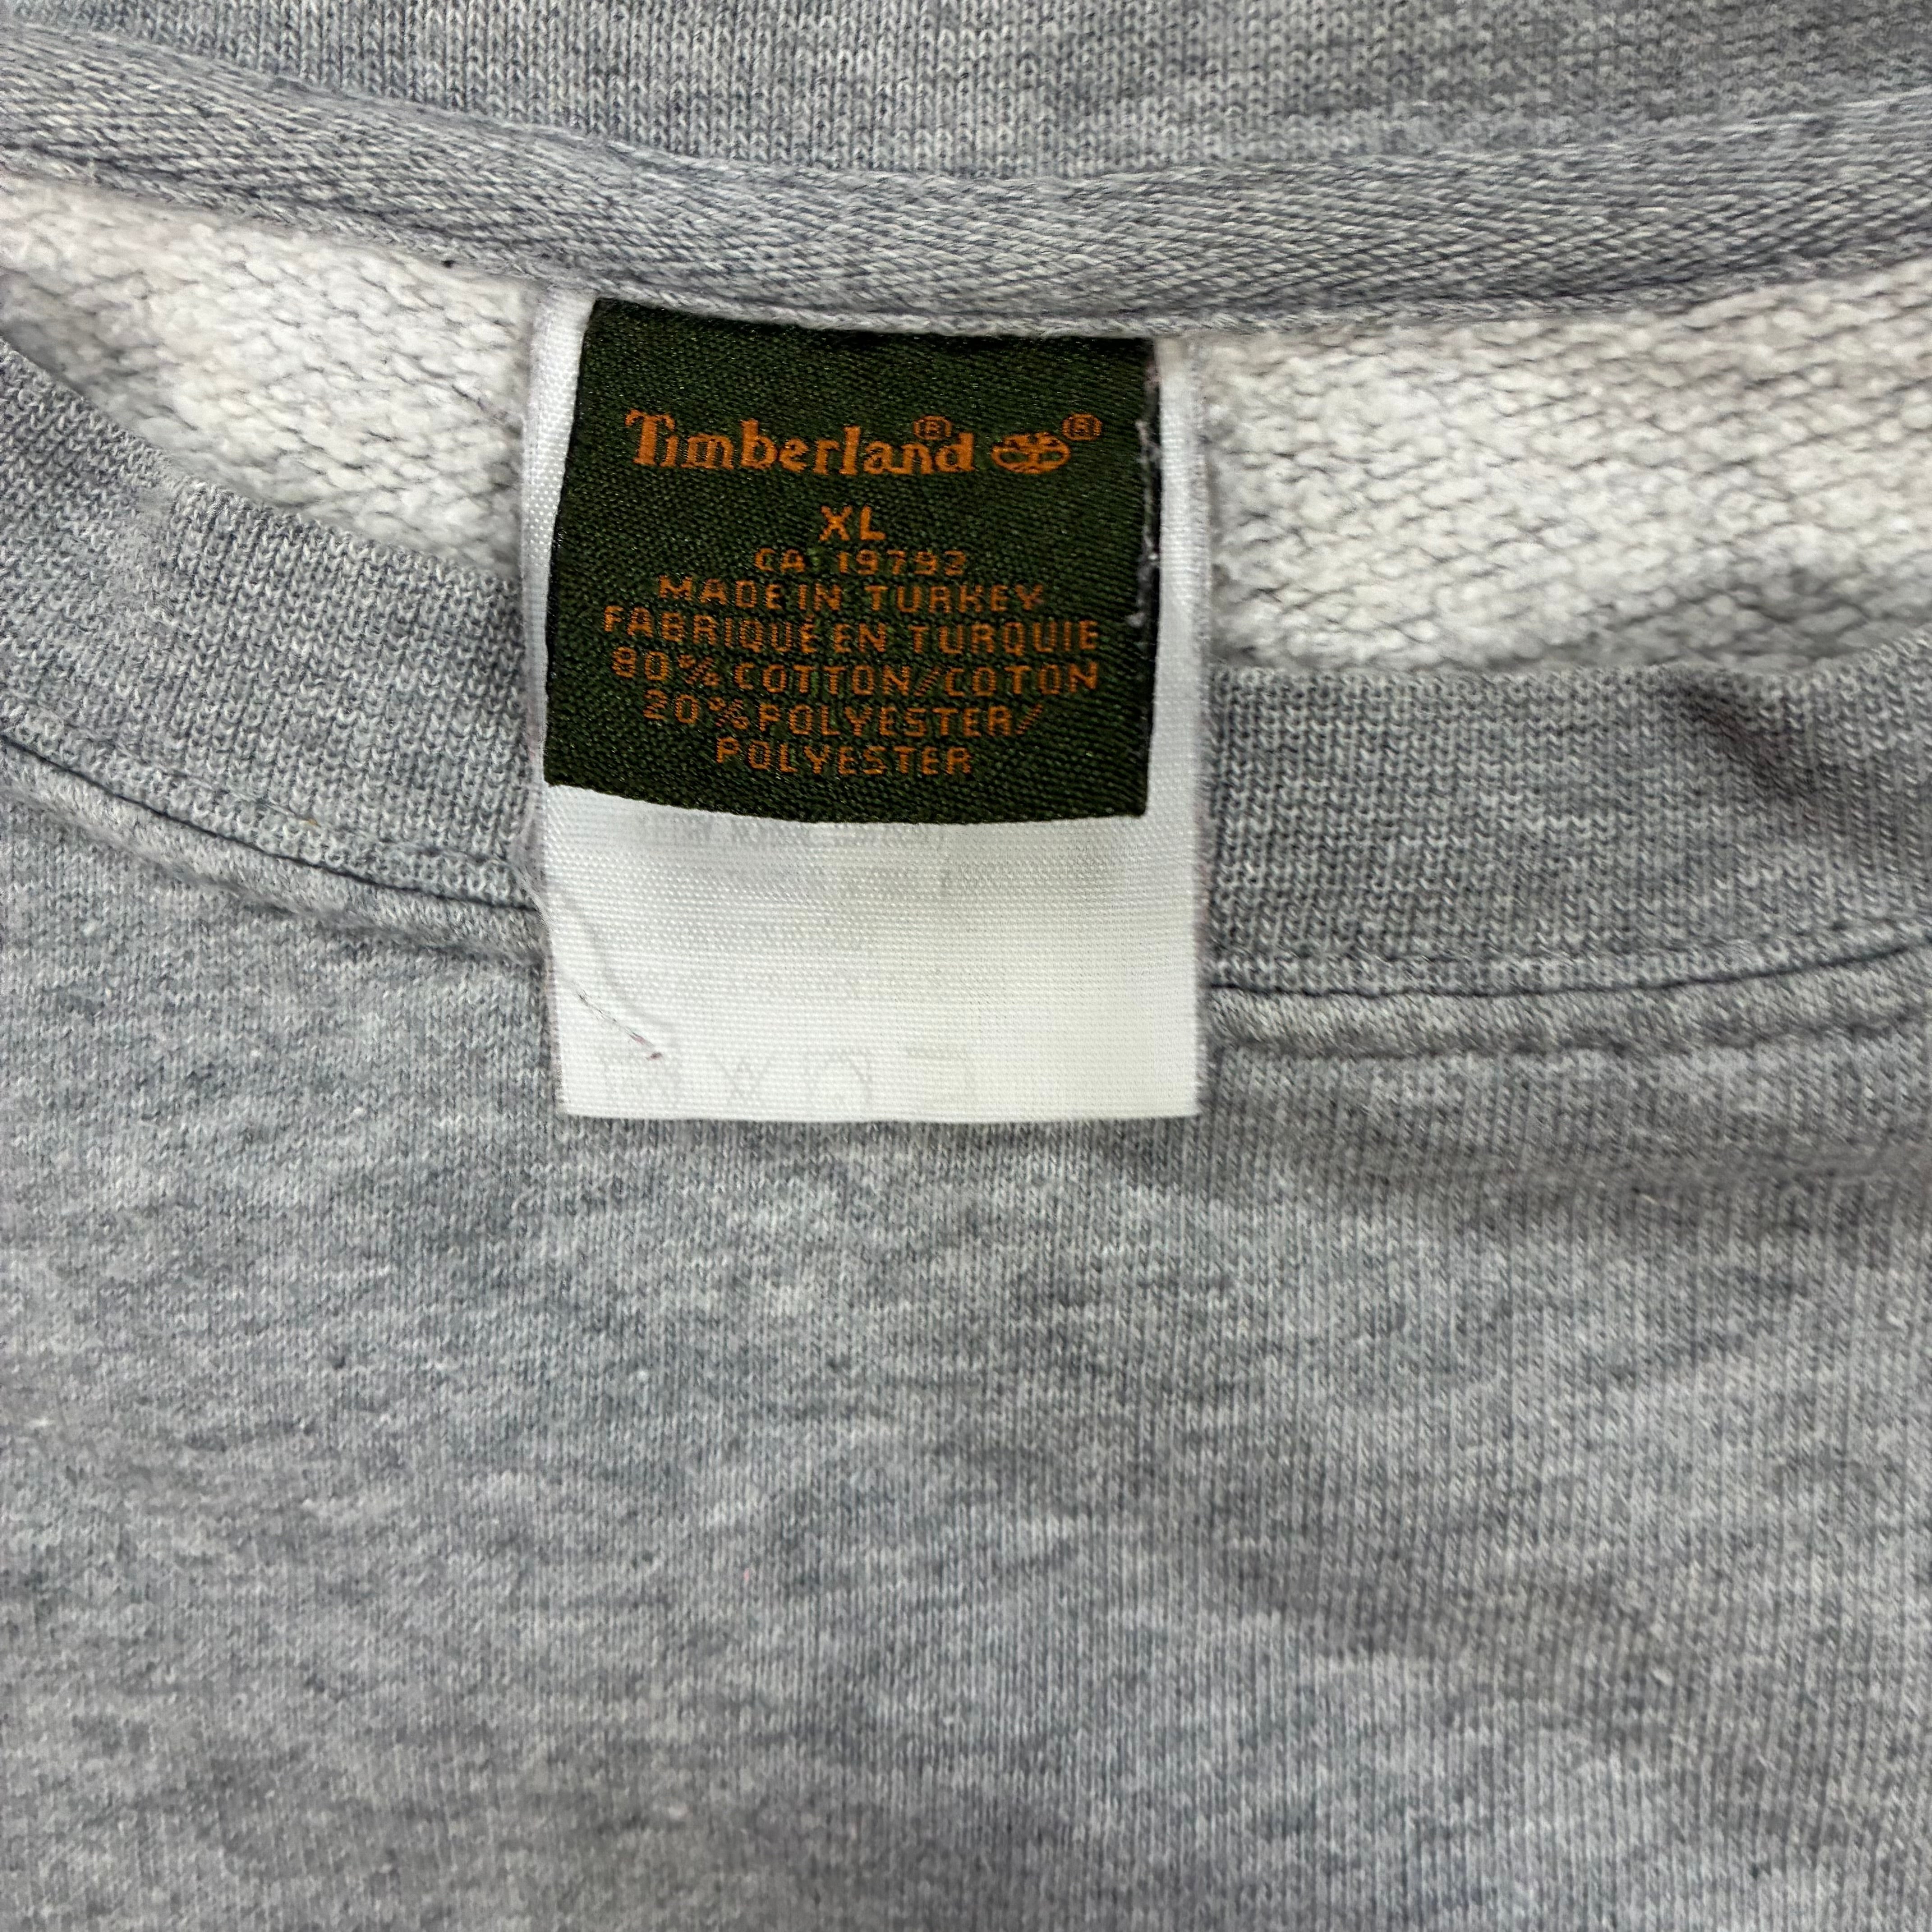 Timberland® ®
XL
CA 19792
MADE IN TURKEY
FABRIQUÉ EN TURQUIE
80% COTTON/COTON
20% POLYESTER/
POLYESTER